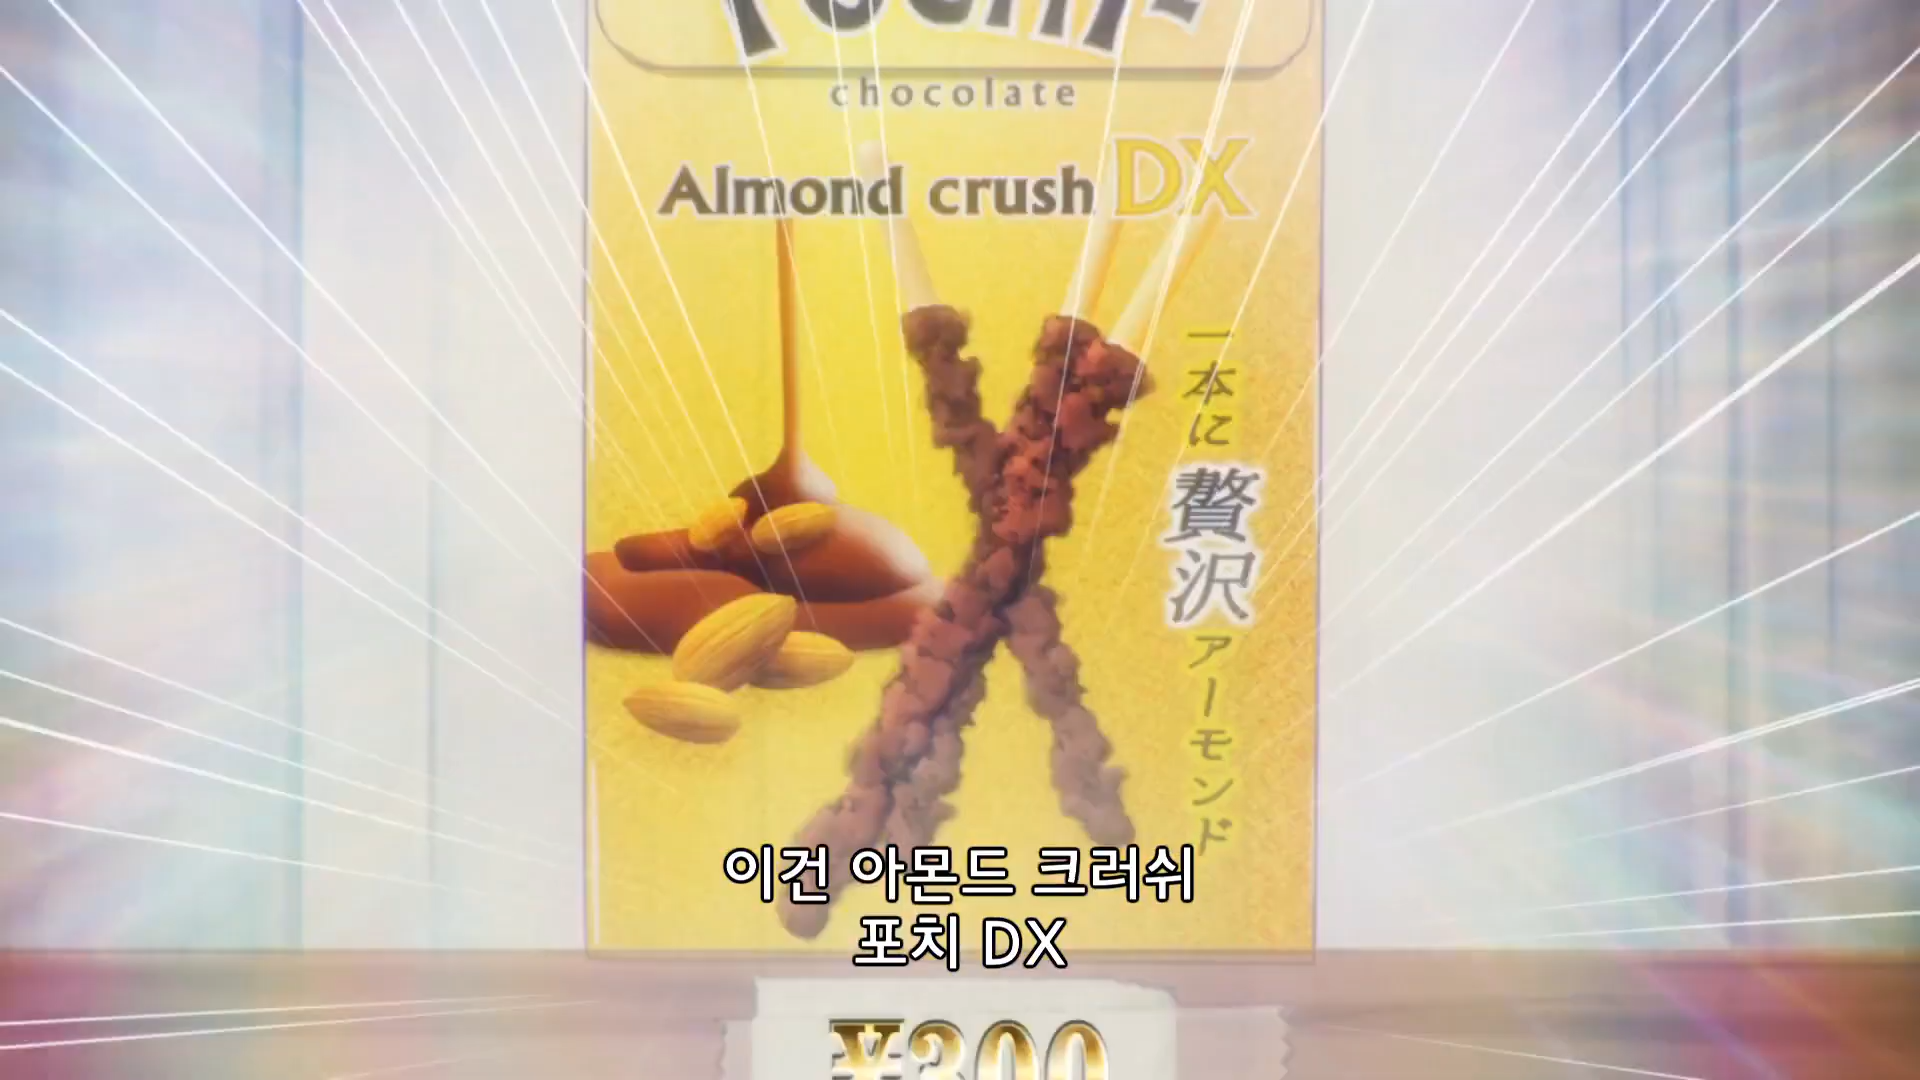 chocolate
Almond crush DX
一本に贅沢アーモンド
이건 아몬드 크러쉬
포치 DX
¥300